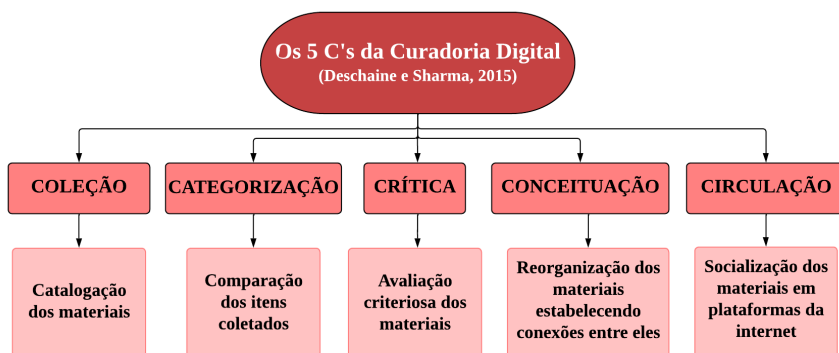 Os 5 C's da Curadoria Digital
(Deschaine e Sharma, 2015)
COLEÇÃO
CATEGORIZAÇÃO
CRÍTICA
CONCEITUAÇÃO
CIRCULAÇÃO
Catalogação
dos materiais
Comparação
dos itens
coletados
Avaliação
criteriosa dos
materiais
Reorganização dos
materiais
estabelecendo
conexões entre eles
Socialização dos
materiais em
plataformas da
internet